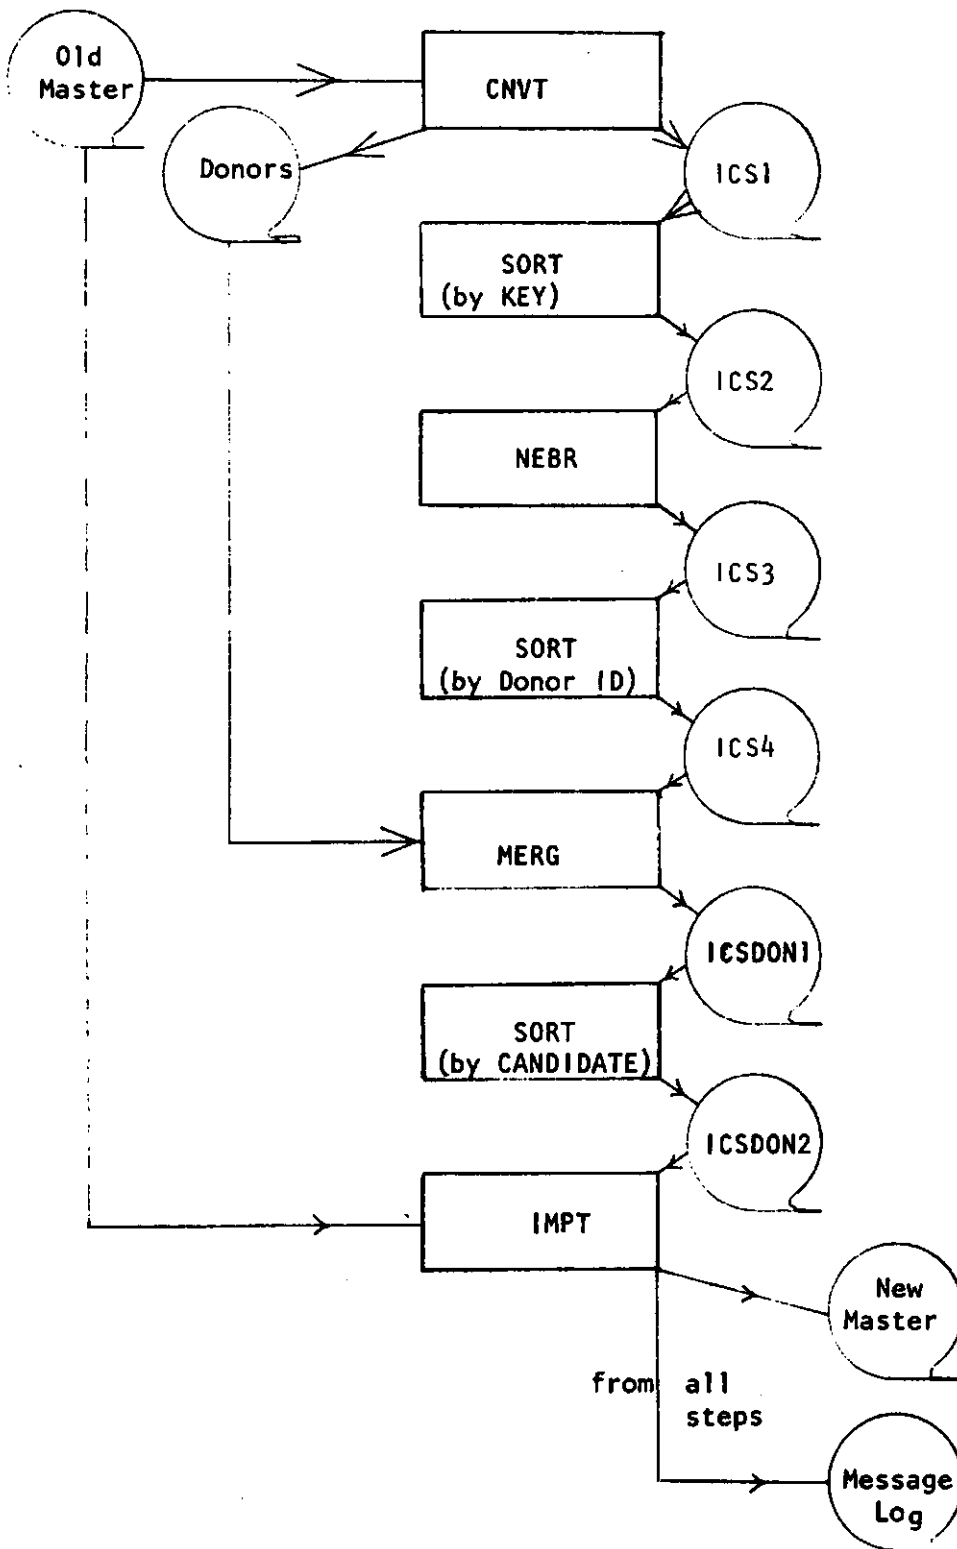 Old
Master
CNVT
Donors
ICS1
SORT
(by KEY)
ICS2
NEBR
ICS3
SORT
(by Donor ID)
ICS4
MERG
ICSDON1
SORT
(by CANDIDATE)
ICSDON2
IMPT
New
Master
from all
steps
Message
Log